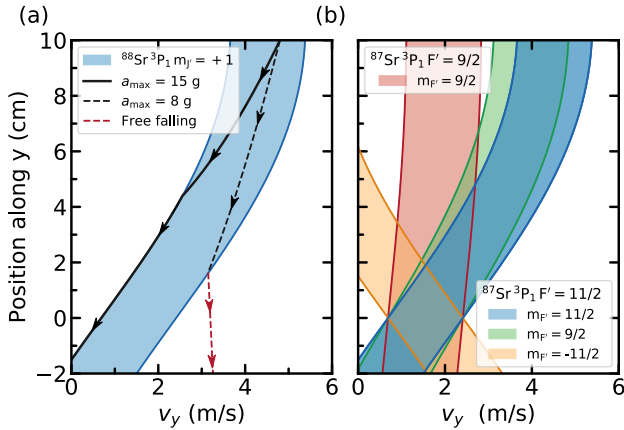 (a)
(b)
Position along y (cm)
10
8
6
4
2
0
−2
⁸⁸Sr ³P₁ m_J′ = +1
a_max = 15 g
a_max = 8 g
Free falling
0
2
4
6
v_y (m/s)
⁸⁷Sr ³P₁ F′ = 9/2
m_F′ = 9/2
⁸⁷Sr ³P₁ F′ = 11/2
m_F′ = 11/2
m_F′ = 9/2
m_F′ = -11/2
0
2
4
6
v_y (m/s)